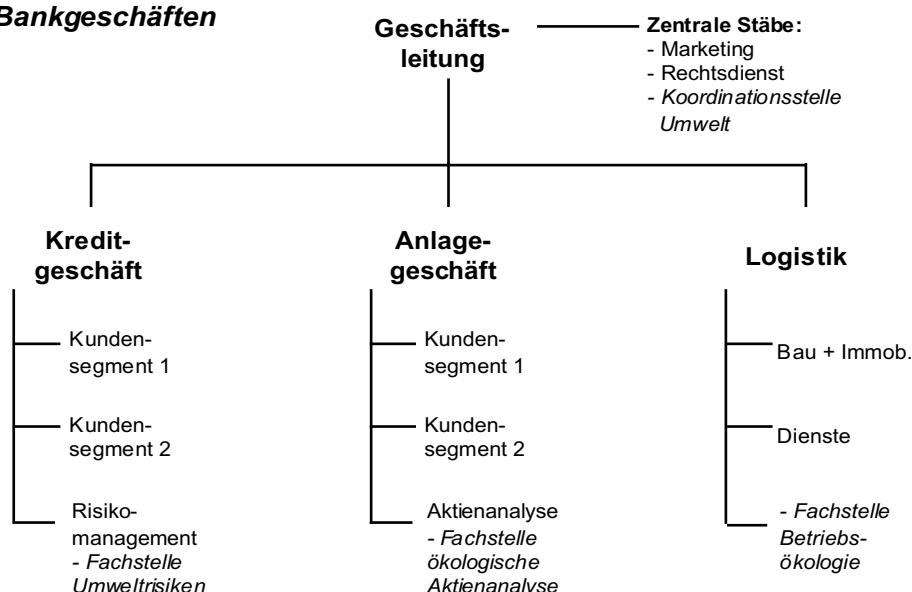 Bankgeschäften
Geschäfts-
leitung
Zentrale Stäbe:
- Marketing
- Rechtsdienst
- Koordinationsstelle
Umwelt
Kredit-
geschäft
Kunden-
segment 1
Kunden-
segment 2
Risiko-
management
- Fachstelle
Umweltrisiken
Anlage-
geschäft
Kunden-
segment 1
Kunden-
segment 2
Aktienanalyse
- Fachstelle
ökologische
Aktienanalyse
Logistik
Bau + Immob.
Dienste
- Fachstelle
Betriebs-
ökologie